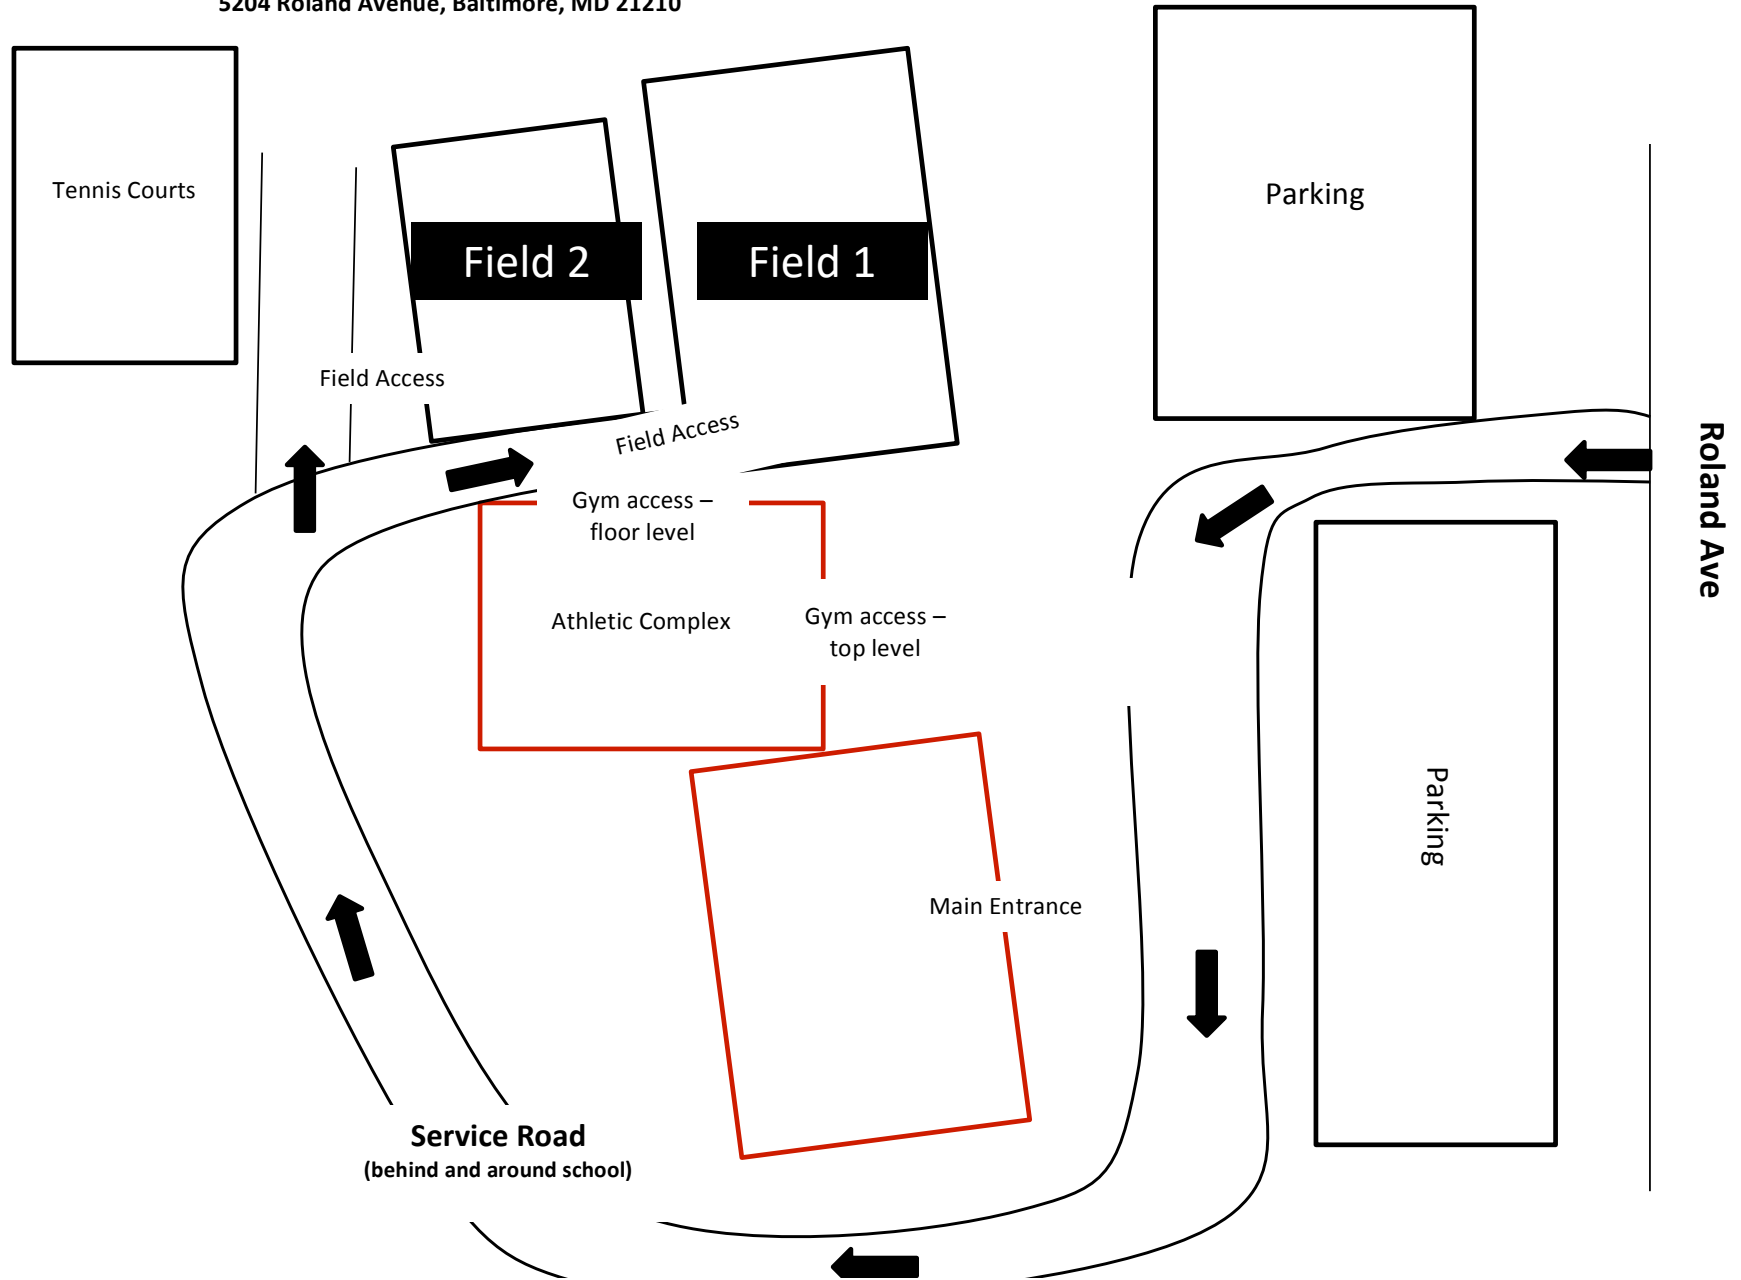 5204 Roland Avenue, Baltimore, MD 21210
Tennis Courts
Field 2
Field 1
Parking
Field Access
Field Access
Gym access –
floor level
Athletic Complex
Gym access –
top level
Roland Ave
Parking
Main Entrance
Service Road
(behind and around school)